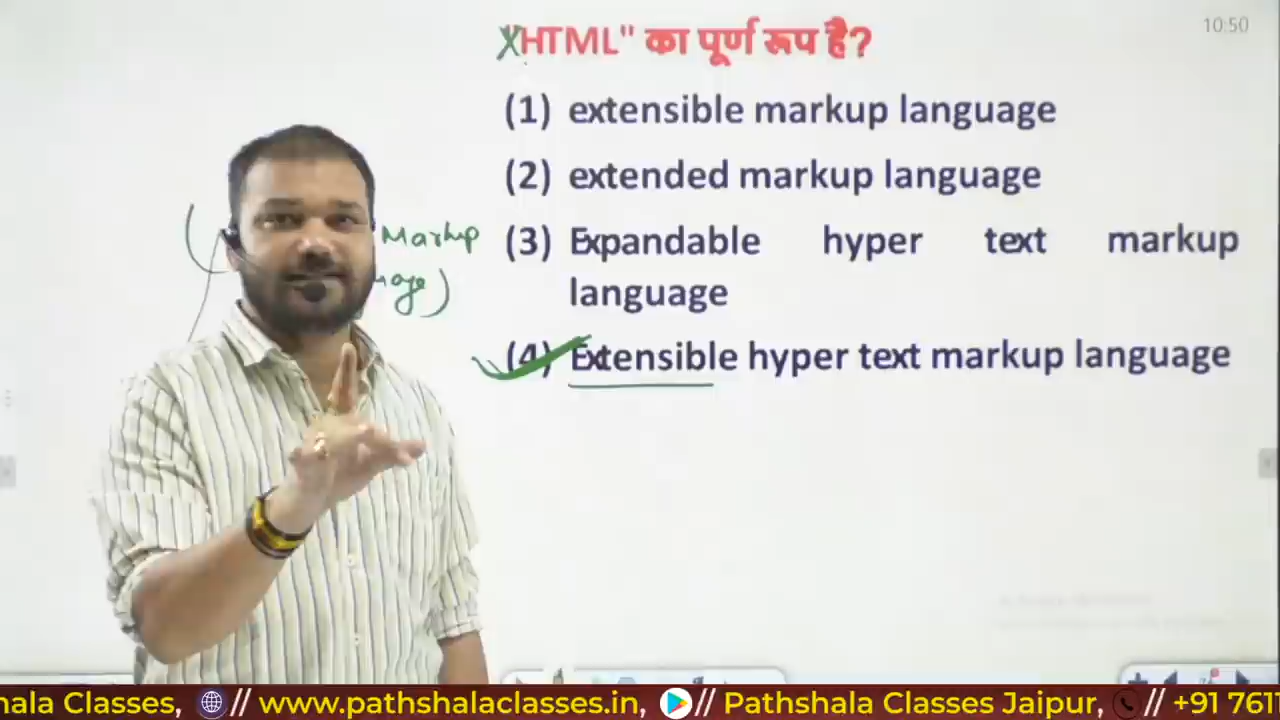 10:50
XHTML" का पूर्ण रूप है?
(1) extensible markup language
(2) extended markup language
(3) Expandable hyper text markup
language
(4) Extensible hyper text markup language
Markup
hala Classes, // www.pathshalaclasses.in, // Pathshala Classes Jaipur, // +91 7611